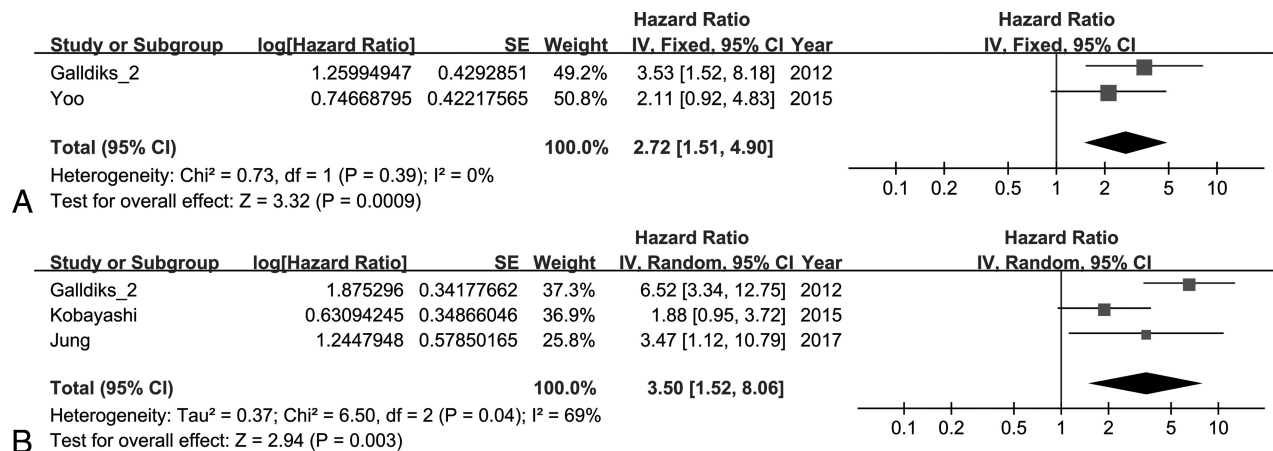 Hazard Ratio Hazard Ratio
Study or Subgroup log[Hazard Ratio] SE Weight IV, Fixed, 95% CI Year IV, Fixed, 95% CI
Galldiks_2 1.25994947 0.4292851 49.2% 3.53 [1.52, 8.18] 2012
Yoo 0.74668795 0.42217565 50.8% 2.11 [0.92, 4.83] 2015
Total (95% CI) 100.0% 2.72 [1.51, 4.90]
Heterogeneity: Chi² = 0.73, df = 1 (P = 0.39); I² = 0%
0.1 0.2 0.5 1 2 5 10
A Test for overall effect: Z = 3.32 (P = 0.0009)
Hazard Ratio Hazard Ratio
Study or Subgroup log[Hazard Ratio] SE Weight IV, Random, 95% CI Year IV, Random, 95% CI
Galldiks_2 1.875296 0.34177662 37.3% 6.52 [3.34, 12.75] 2012
Kobayashi 0.63094245 0.34866046 36.9% 1.88 [0.95, 3.72] 2015
Jung 1.2447948 0.57850165 25.8% 3.47 [1.12, 10.79] 2017
Total (95% CI) 100.0% 3.50 [1.52, 8.06]
Heterogeneity: Tau² = 0.37; Chi² = 6.50, df = 2 (P = 0.04); I² = 69%
0.1 0.2 0.5 1 2 5 10
B Test for overall effect: Z = 2.94 (P = 0.003)